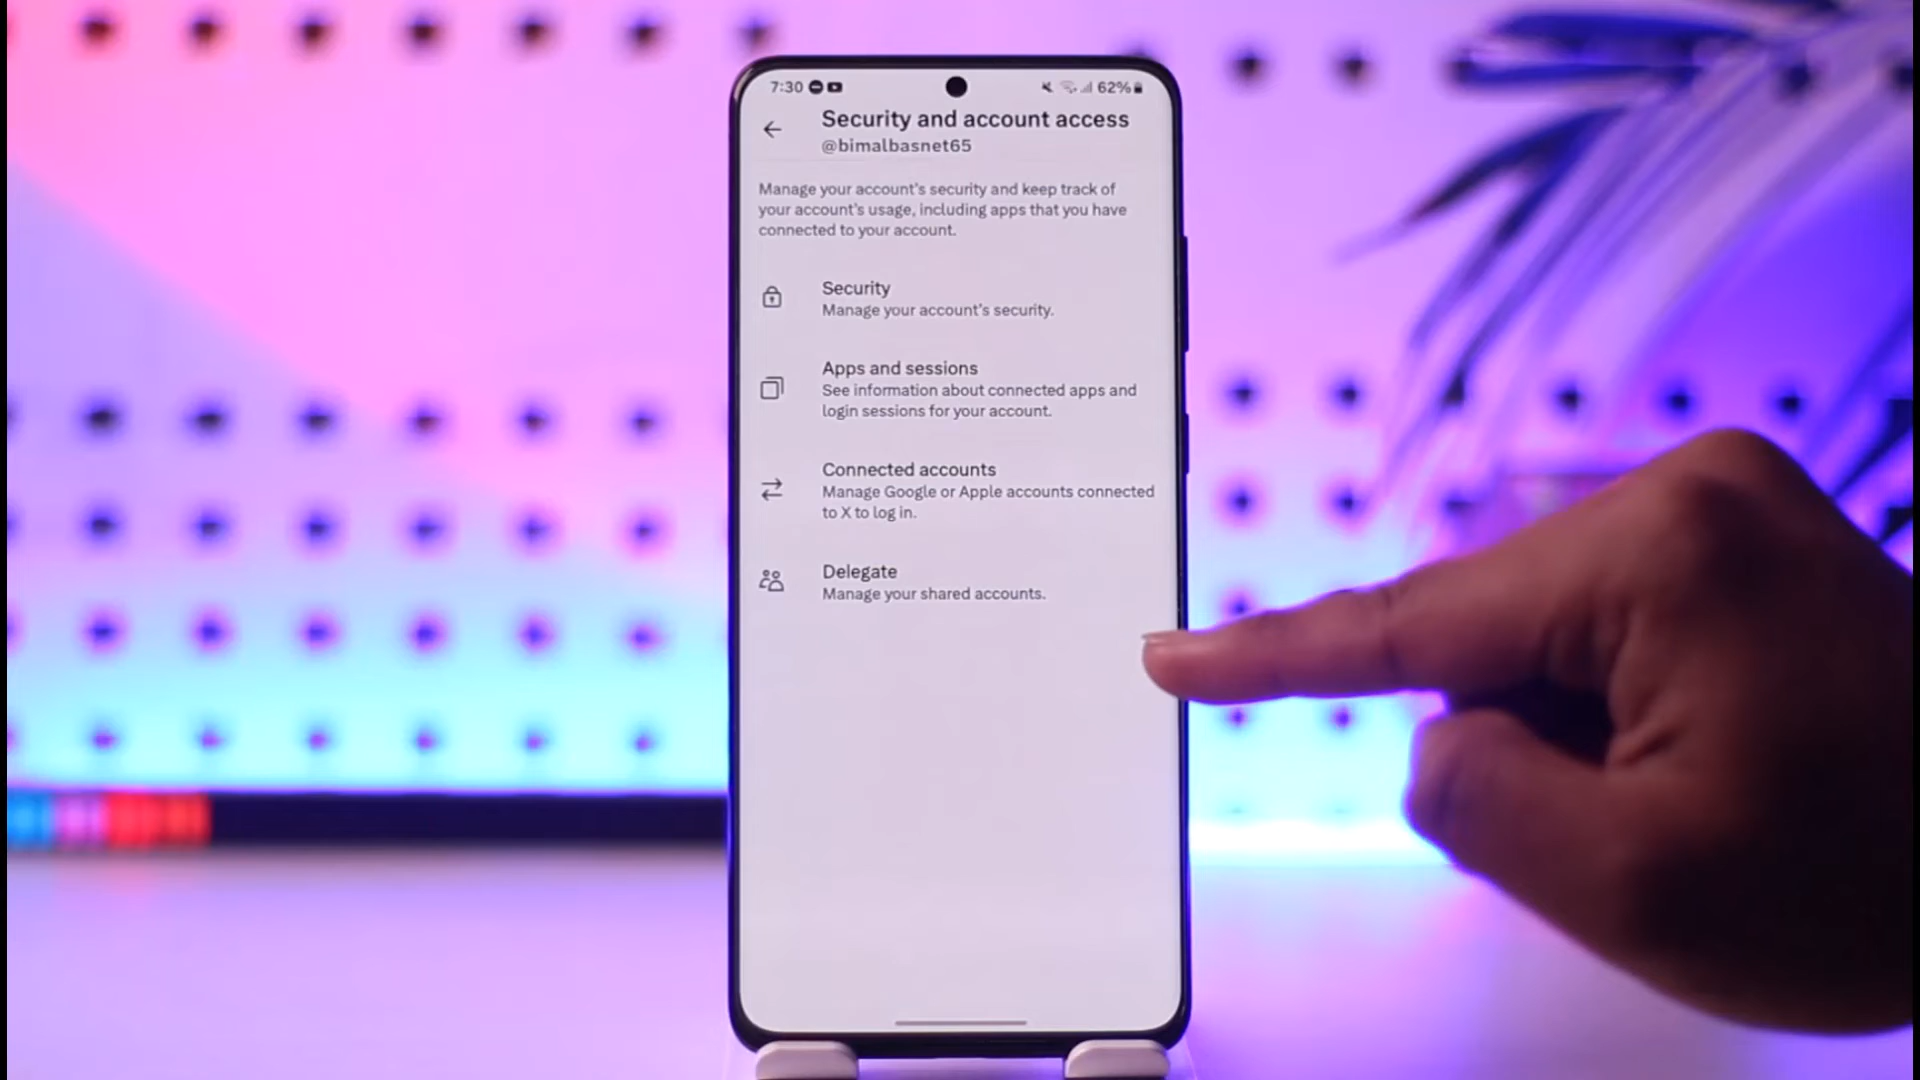 7:30 62%
Security and account access
@bimalbasnet65
Manage your account's security and keep track of
your account's usage, including apps that you have
connected to your account.
Security
Manage your account's security.
Apps and sessions
See information about connected apps and
login sessions for your account.
Connected accounts
Manage Google or Apple accounts connected
to X to log in.
Delegate
Manage your shared accounts.